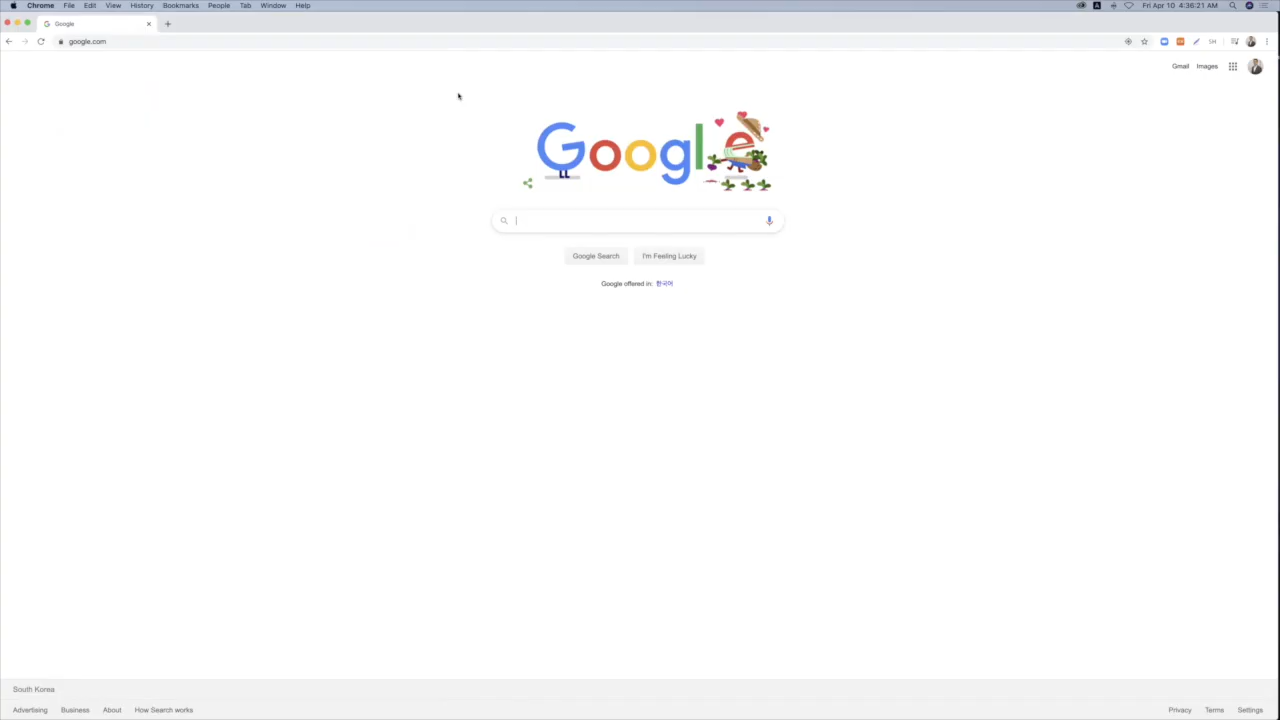 Chrome File Edit View History Bookmarks People Tab Window Help
Fri Apr 10 4:36:21 AM
Google
google.com
SH
Gmail Images
Google
Google Search I'm Feeling Lucky
Google offered in: 한국어
South Korea
Advertising Business About How Search works
Privacy Terms Settings